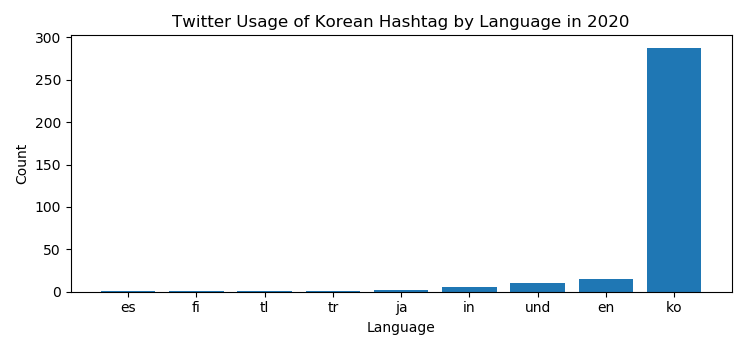 Twitter Usage of Korean Hashtag by Language in 2020
300
250
200
150
100
50
0
Count
es fi tl tr ja in und en ko
Language